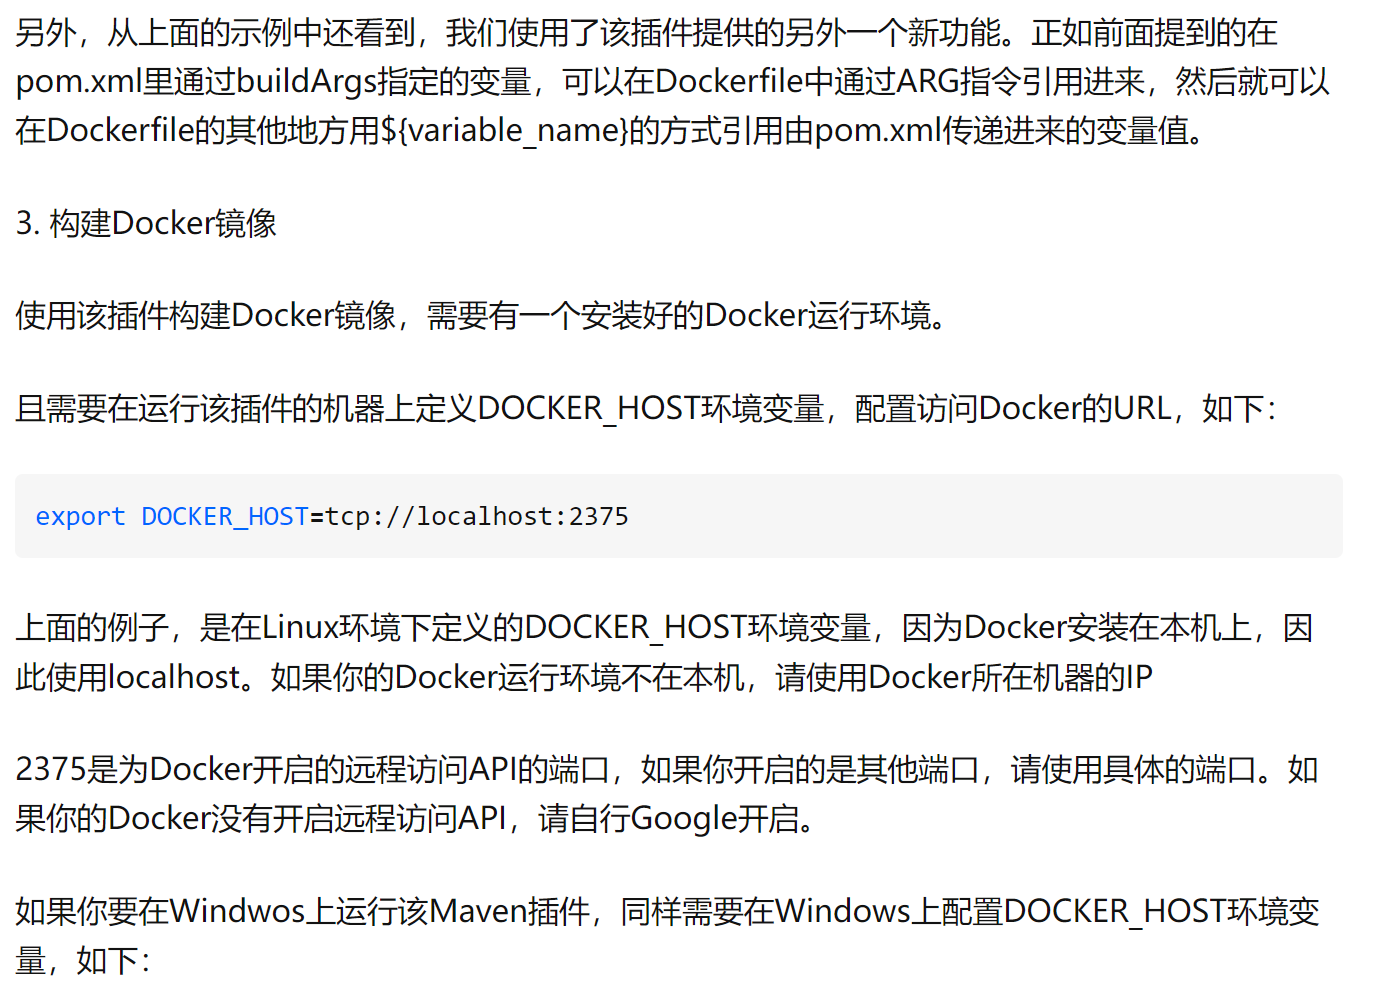 另外，从上面的示例中还看到，我们使用了该插件提供的另外一个新功能。正如前面提到的在
pom.xml里通过buildArgs指定的变量，可以在Dockerfile中通过ARG指令引用进来，然后就可以
在Dockerfile的其他地方用${variable_name}的方式引用由pom.xml传递进来的变量值。
3. 构建Docker镜像
使用该插件构建Docker镜像，需要有一个安装好的Docker运行环境。
且需要在运行该插件的机器上定义DOCKER_HOST环境变量，配置访问Docker的URL，如下：
export DOCKER_HOST=tcp://localhost:2375
上面的例子，是在Linux环境下定义的DOCKER_HOST环境变量，因为Docker安装在本机上，因
此使用localhost。如果你的Docker运行环境不在本机，请使用Docker所在机器的IP
2375是为Docker开启的远程访问API的端口，如果你开启的是其他端口，请使用具体的端口。如
果你的Docker没有开启远程访问API，请自行Google开启。
如果你要在Windwos上运行该Maven插件，同样需要在Windows上配置DOCKER_HOST环境变
量，如下：